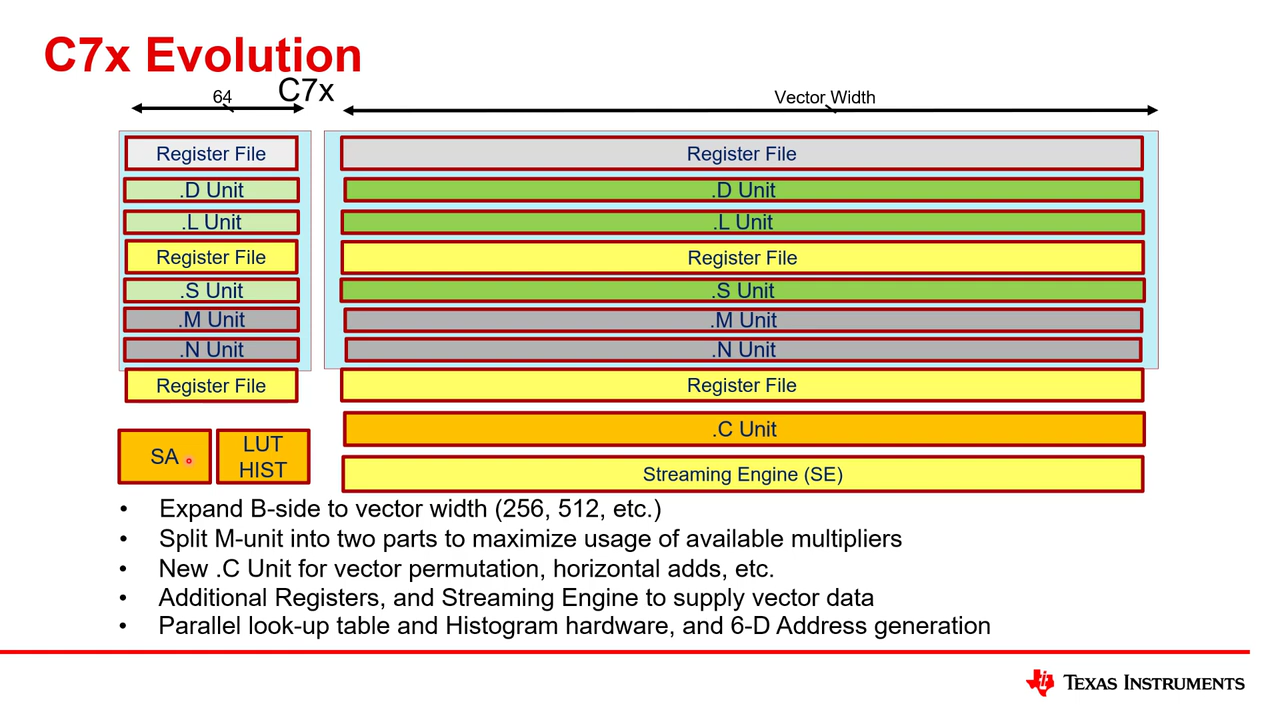 C7x Evolution
C7x
64
Vector Width
Register File
Register File
.D Unit
.D Unit
.L Unit
.L Unit
Register File
Register File
.S Unit
.S Unit
.M Unit
.M Unit
.N Unit
.N Unit
Register File
Register File
.C Unit
SA
LUT
HIST
Streaming Engine (SE)
• Expand B-side to vector width (256, 512, etc.)
• Split M-unit into two parts to maximize usage of available multipliers
• New .C Unit for vector permutation, horizontal adds, etc.
• Additional Registers, and Streaming Engine to supply vector data
• Parallel look-up table and Histogram hardware, and 6-D Address generation
TEXAS INSTRUMENTS